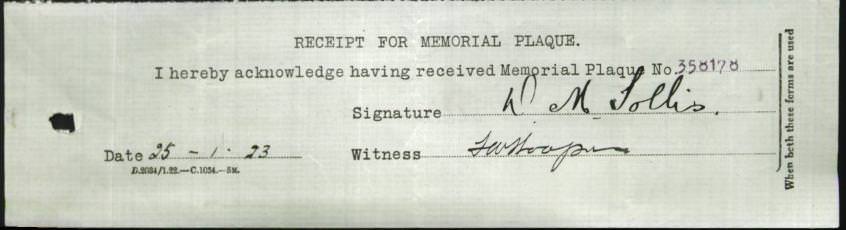 RECEIPT FOR MEMORIAL PLAQUE.
I hereby acknowledge having received Memorial Plaque No. 358178
Signature W M Sollis.
Date 25-1-23 Witness
D.2034/1.22.—C.1034.—5M.
When both these forms are used